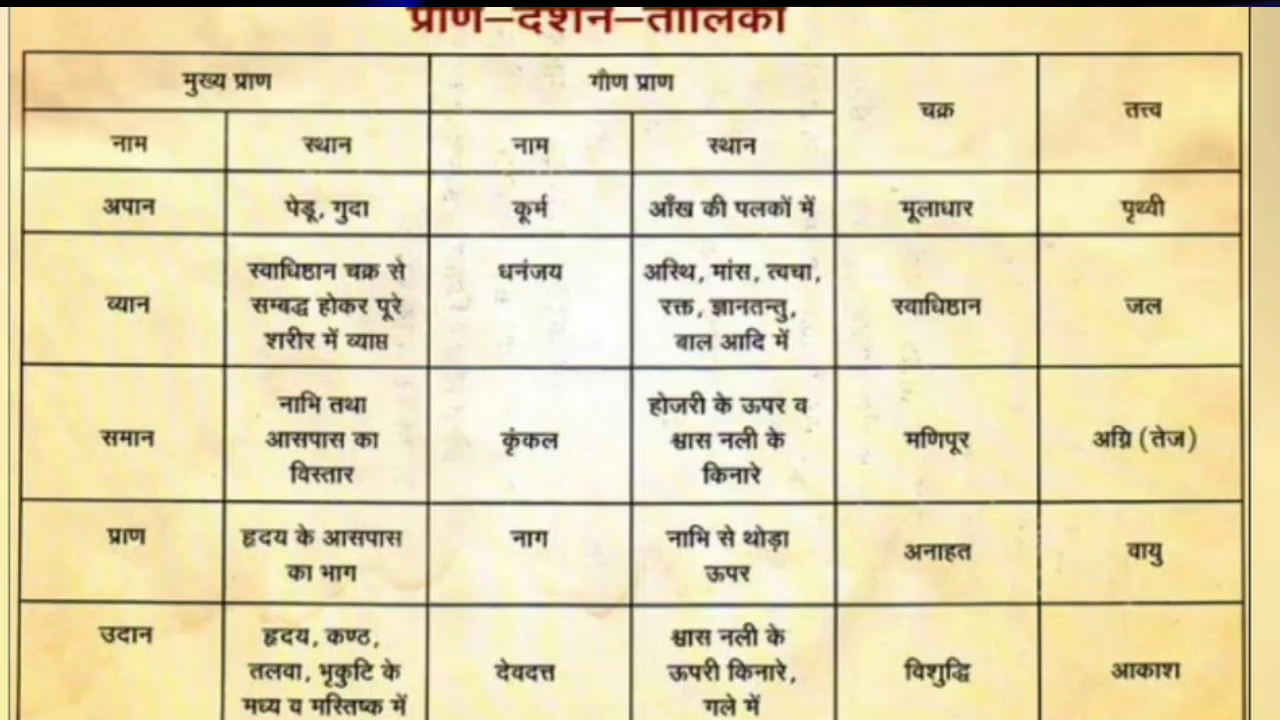 प्राण–दर्शन–तालिका
मुख्य प्राण
गौण प्राण
चक्र
तत्त्व
नाम
स्थान
नाम
स्थान
अपान
पेडू, गुदा
कूर्म
आँख की पलकों में
मूलाधार
पृथ्वी
व्यान
स्वाधिष्ठान चक्र से
सम्बद्ध होकर पूरे
शरीर में व्याप्त
धनंजय
अस्थि, मांस, त्वचा,
रक्त, ज्ञानतन्तु,
बाल आदि में
स्वाधिष्ठान
जल
समान
नाभि तथा
आसपास का
विस्तार
कृंकल
होजरी के ऊपर व
श्वास नली के
किनारे
मणिपूर
अग्नि (तेज)
प्राण
हृदय के आसपास
का भाग
नाग
नाभि से थोड़ा
ऊपर
अनाहत
वायु
उदान
हृदय, कण्ठ,
तलवा, भृकुटि के
मध्य व मस्तिष्क में
देवदत्त
श्वास नली के
ऊपरी किनारे,
गले में
विशुद्धि
आकाश